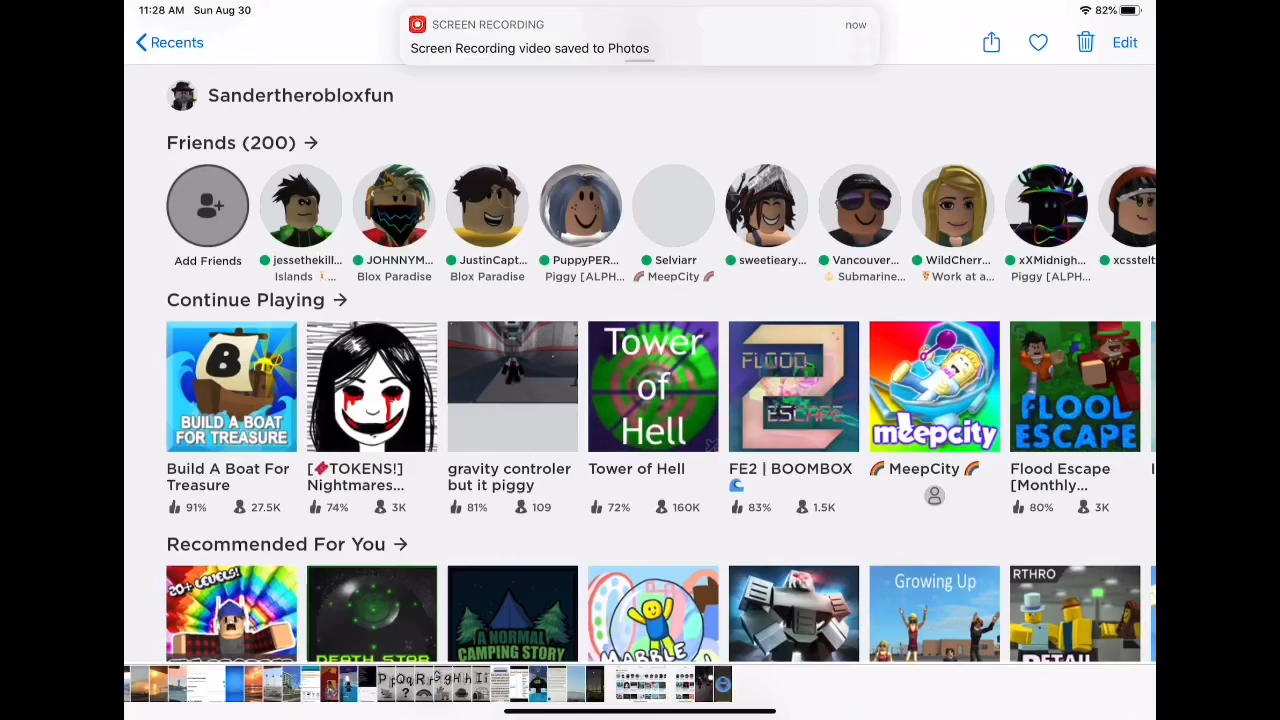 11:28 AM Sun Aug 30
82%
SCREEN RECORDING
now
Screen Recording video saved to Photos
Recents
Edit
Sandertherobloxfun
Friends (200) →
Add Friends
jessethekill...
JOHNNYM...
JustinCapt...
PuppyPER...
Selviarr
sweetieary...
Vancouver...
WildCherr...
xXMidnigh...
xcsstelt
Islands
Blox Paradise
Blox Paradise
Piggy [ALPH...
MeepCity
Submarine...
Work at a...
Piggy [ALPH...
Continue Playing →
B
BUILD A BOAT
FOR TREASURE
Tower
of
Hell
FLOOD
2
ESCAPE
meepcity
FLOOD
ESCAPE
Build A Boat For
Treasure
[TOKENS!]
Nightmares...
gravity controler
but it piggy
Tower of Hell
FE2 | BOOMBOX
MeepCity
Flood Escape
[Monthly...
91% 27.5K
74% 3K
81% 109
72% 160K
83% 1.5K
80% 3K
Recommended For You →
20+ LEVELS!
DEATH STAR
A NORMAL
CAMPING STORY
MARBLE
Growing Up
RTHRO
RETAIL